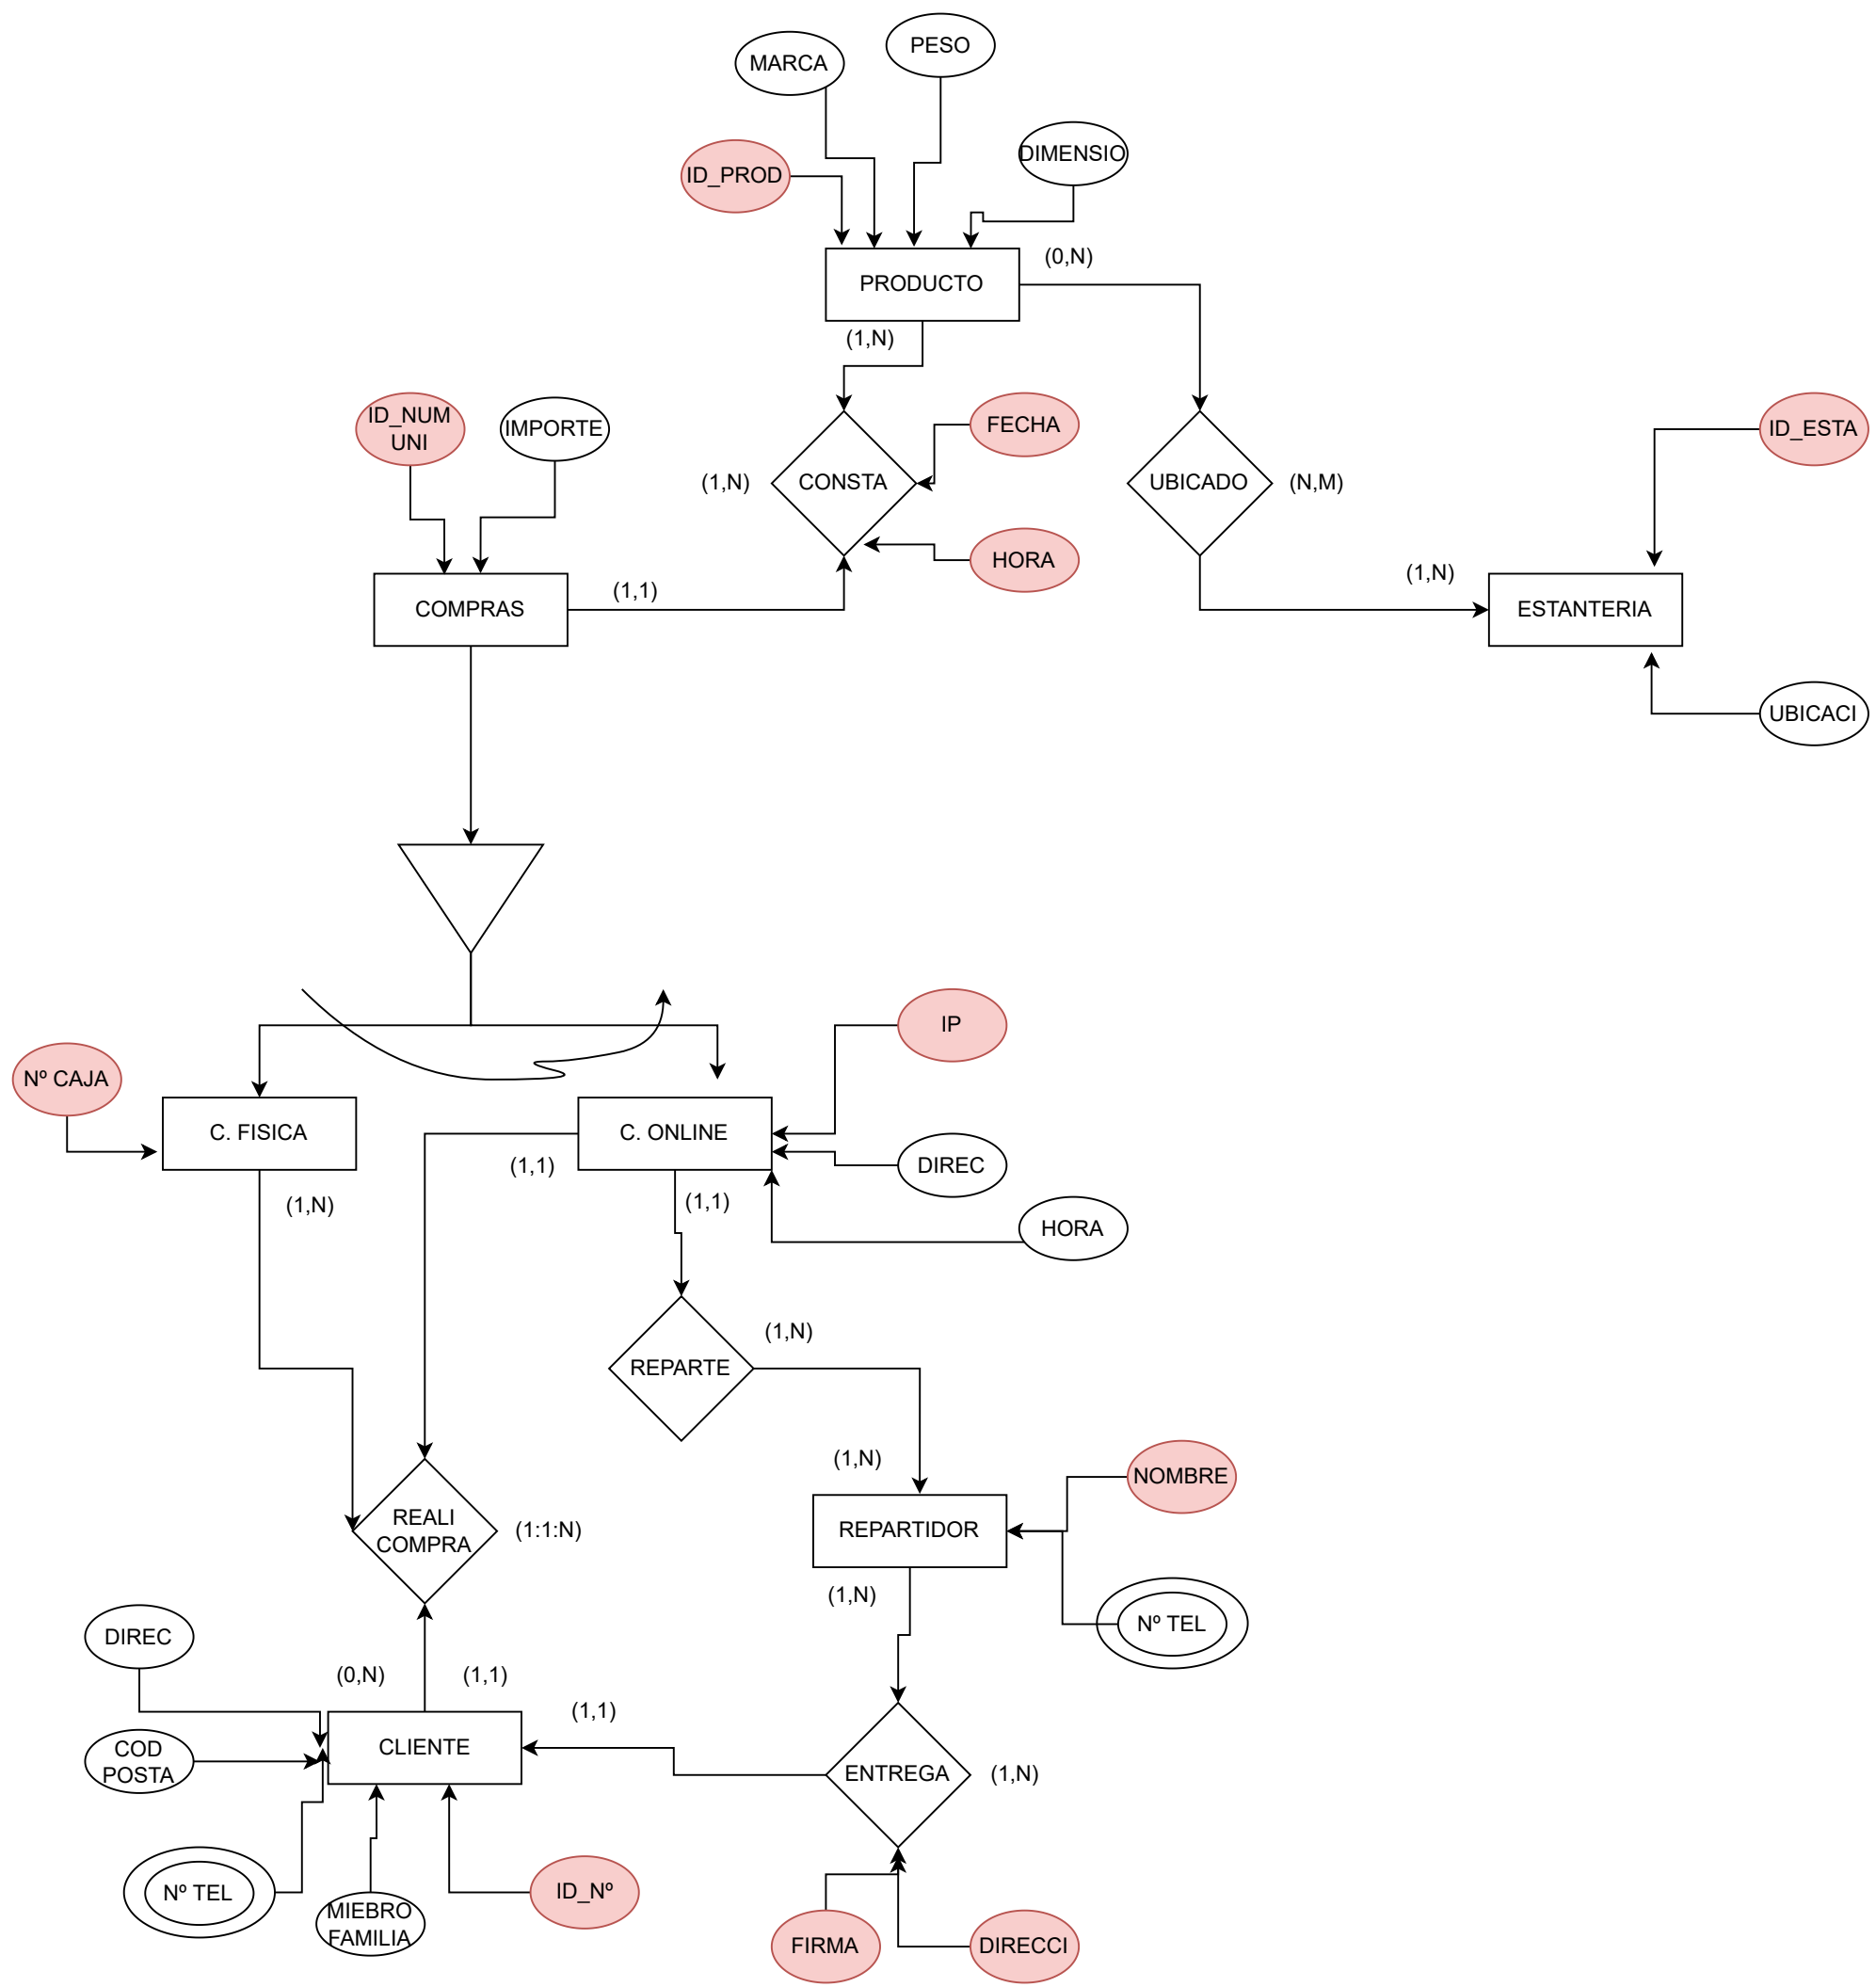 PESO
MARCA
DIMENSIO
ID_PROD
(0,N)
PRODUCTO
(1,N)
ID_NUM
UNI
IMPORTE
FECHA
ID_ESTA
(1,N)
CONSTA
UBICADO
(N,M)
HORA
(1,N)
(1,1)
COMPRAS
ESTANTERIA
UBICACI
IP
Nº CAJA
C. FISICA
C. ONLINE
(1,1)
DIREC
(1,N)
(1,1)
HORA
(1,N)
REPARTE
(1,N)
NOMBRE
REALI
COMPRA
(1:1:N)
REPARTIDOR
(1,N)
Nº TEL
DIREC
(0,N)
(1,1)
(1,1)
CLIENTE
COD
POSTA
ENTREGA
(1,N)
Nº TEL
ID_Nº
MIEBRO
FAMILIA
FIRMA
DIRECCI